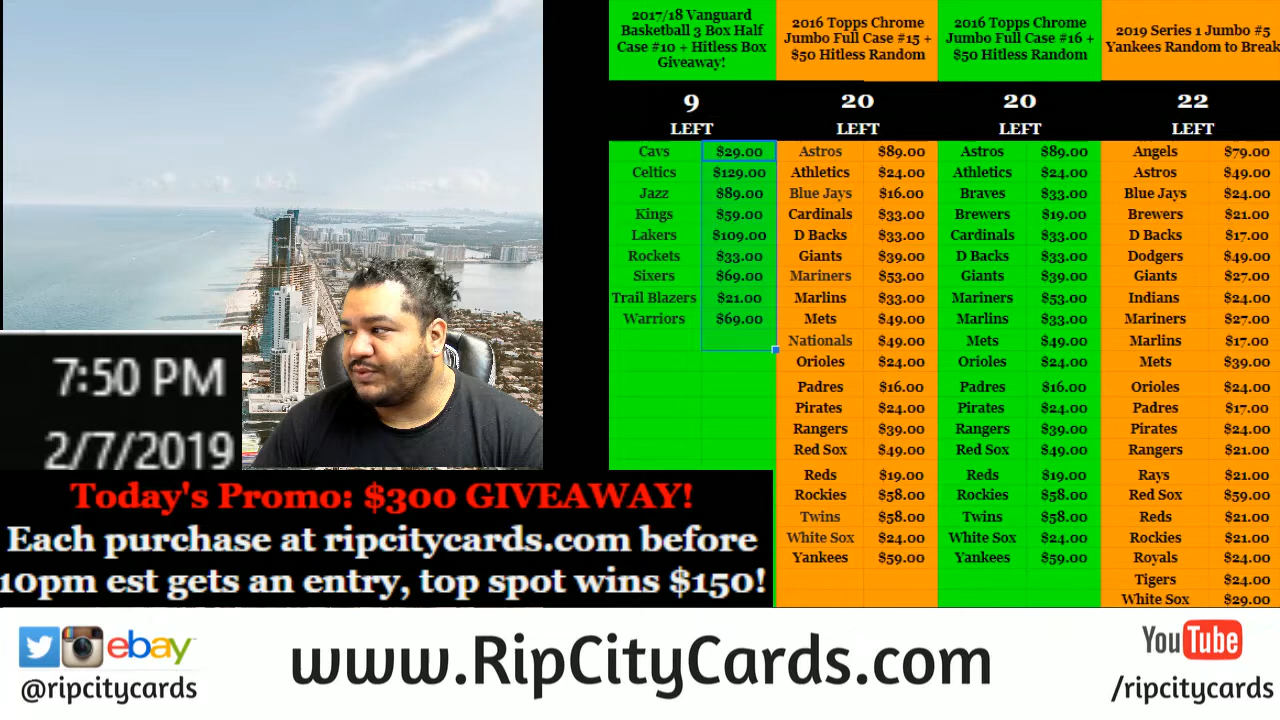 2017/18 Vanguard
Basketball 3 Box Half
Case #10 + Hitless Box
Giveaway!
9
LEFT
Cavs $29.00
Celtics $129.00
Jazz $89.00
Kings $59.00
Lakers $109.00
Rockets $33.00
Sixers $69.00
Trail Blazers $21.00
Warriors $69.00
2016 Topps Chrome
Jumbo Full Case #15 +
$50 Hitless Random
20
LEFT
Astros $89.00
Athletics $24.00
Blue Jays $16.00
Cardinals $33.00
D Backs $33.00
Giants $39.00
Mariners $53.00
Marlins $33.00
Mets $49.00
Nationals $49.00
Orioles $24.00
Padres $16.00
Pirates $24.00
Rangers $39.00
Red Sox $49.00
Reds $19.00
Rockies $58.00
Twins $58.00
White Sox $24.00
Yankees $59.00
2016 Topps Chrome
Jumbo Full Case #16 +
$50 Hitless Random
20
LEFT
Astros $89.00
Athletics $24.00
Braves $33.00
Brewers $19.00
Cardinals $33.00
D Backs $33.00
Giants $39.00
Mariners $53.00
Marlins $33.00
Mets $49.00
Orioles $24.00
Padres $16.00
Pirates $24.00
Rangers $39.00
Red Sox $49.00
Reds $19.00
Rockies $58.00
Twins $58.00
White Sox $24.00
Yankees $59.00
2019 Series 1 Jumbo #5
Yankees Random to Break
22
LEFT
Angels $79.00
Astros $49.00
Blue Jays $24.00
Brewers $21.00
D Backs $17.00
Dodgers $49.00
Giants $27.00
Indians $24.00
Mariners $27.00
Marlins $17.00
Mets $39.00
Orioles $24.00
Padres $17.00
Pirates $24.00
Rangers $21.00
Rays $21.00
Red Sox $59.00
Reds $21.00
Rockies $21.00
Royals $24.00
Tigers $24.00
White Sox $29.00
7:50 PM
2/7/2019
Today's Promo: $300 GIVEAWAY!
Each purchase at ripcitycards.com before
10pm est gets an entry, top spot wins $150!
ebay
@ripcitycards
www.RipCityCards.com
YouTube
/ripcitycards